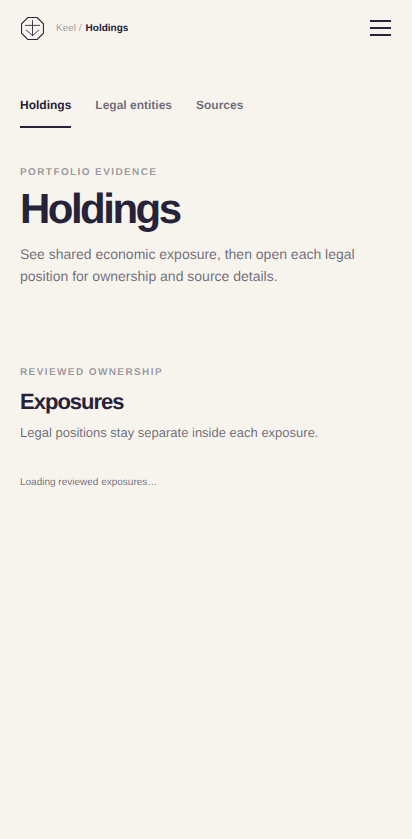 Keel / Holdings
Holdings Legal entities Sources
PORTFOLIO EVIDENCE
Holdings
See shared economic exposure, then open each legal
position for ownership and source details.
REVIEWED OWNERSHIP
Exposures
Legal positions stay separate inside each exposure.
Loading reviewed exposures…